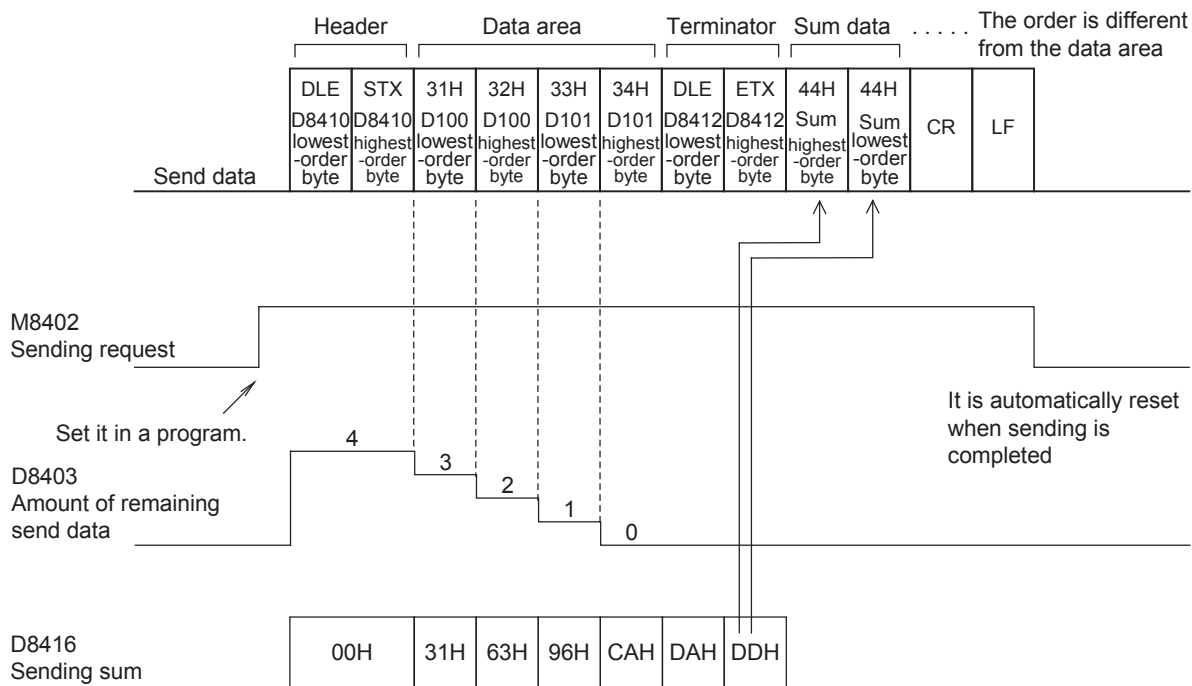 Header
Data area
Terminator
Sum data
. . . . . The order is different
from the data area
DLE
D8410
lowest
-order
byte
STX
D8410
highest
-order
byte
31H
D100
lowest
-order
byte
32H
D100
highest
-order
byte
33H
D101
lowest
-order
byte
34H
D101
highest
-order
byte
DLE
D8412
lowest
-order
byte
ETX
D8412
highest
-order
byte
44H
Sum
highest
-order
byte
44H
Sum
lowest
-order
byte
CR
LF
Send data
M8402
Sending request
Set it in a program.
It is automatically reset
when sending is
completed
4
3
2
1
0
D8403
Amount of remaining
send data
D8416
Sending sum
00H
31H
63H
96H
CAH
DAH
DDH